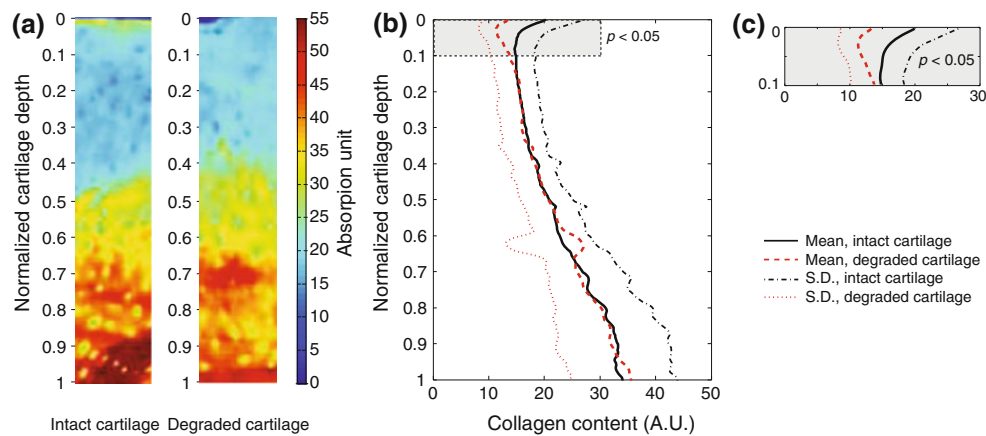 (a)
Normalized cartilage depth
0
0.1
0.2
0.3
0.4
0.5
0.6
0.7
0.8
0.9
1
Intact cartilage
0
0.1
0.2
0.3
0.4
0.5
0.6
0.7
0.8
0.9
1
Degraded cartilage
55
50
45
40
35
30
25
20
15
10
5
0
Absorpion unit
(b)
Normalized cartilage depth
0
0.1
0.2
0.3
0.4
0.5
0.6
0.7
0.8
0.9
1
p < 0.05
0 10 20 30 40 50
Collagen content (A.U.)
(c)
0
0.1
p < 0.05
0 10 20 30
Mean, intact cartilage
Mean, degraded cartilage
S.D., intact cartilage
S.D., degraded cartilage